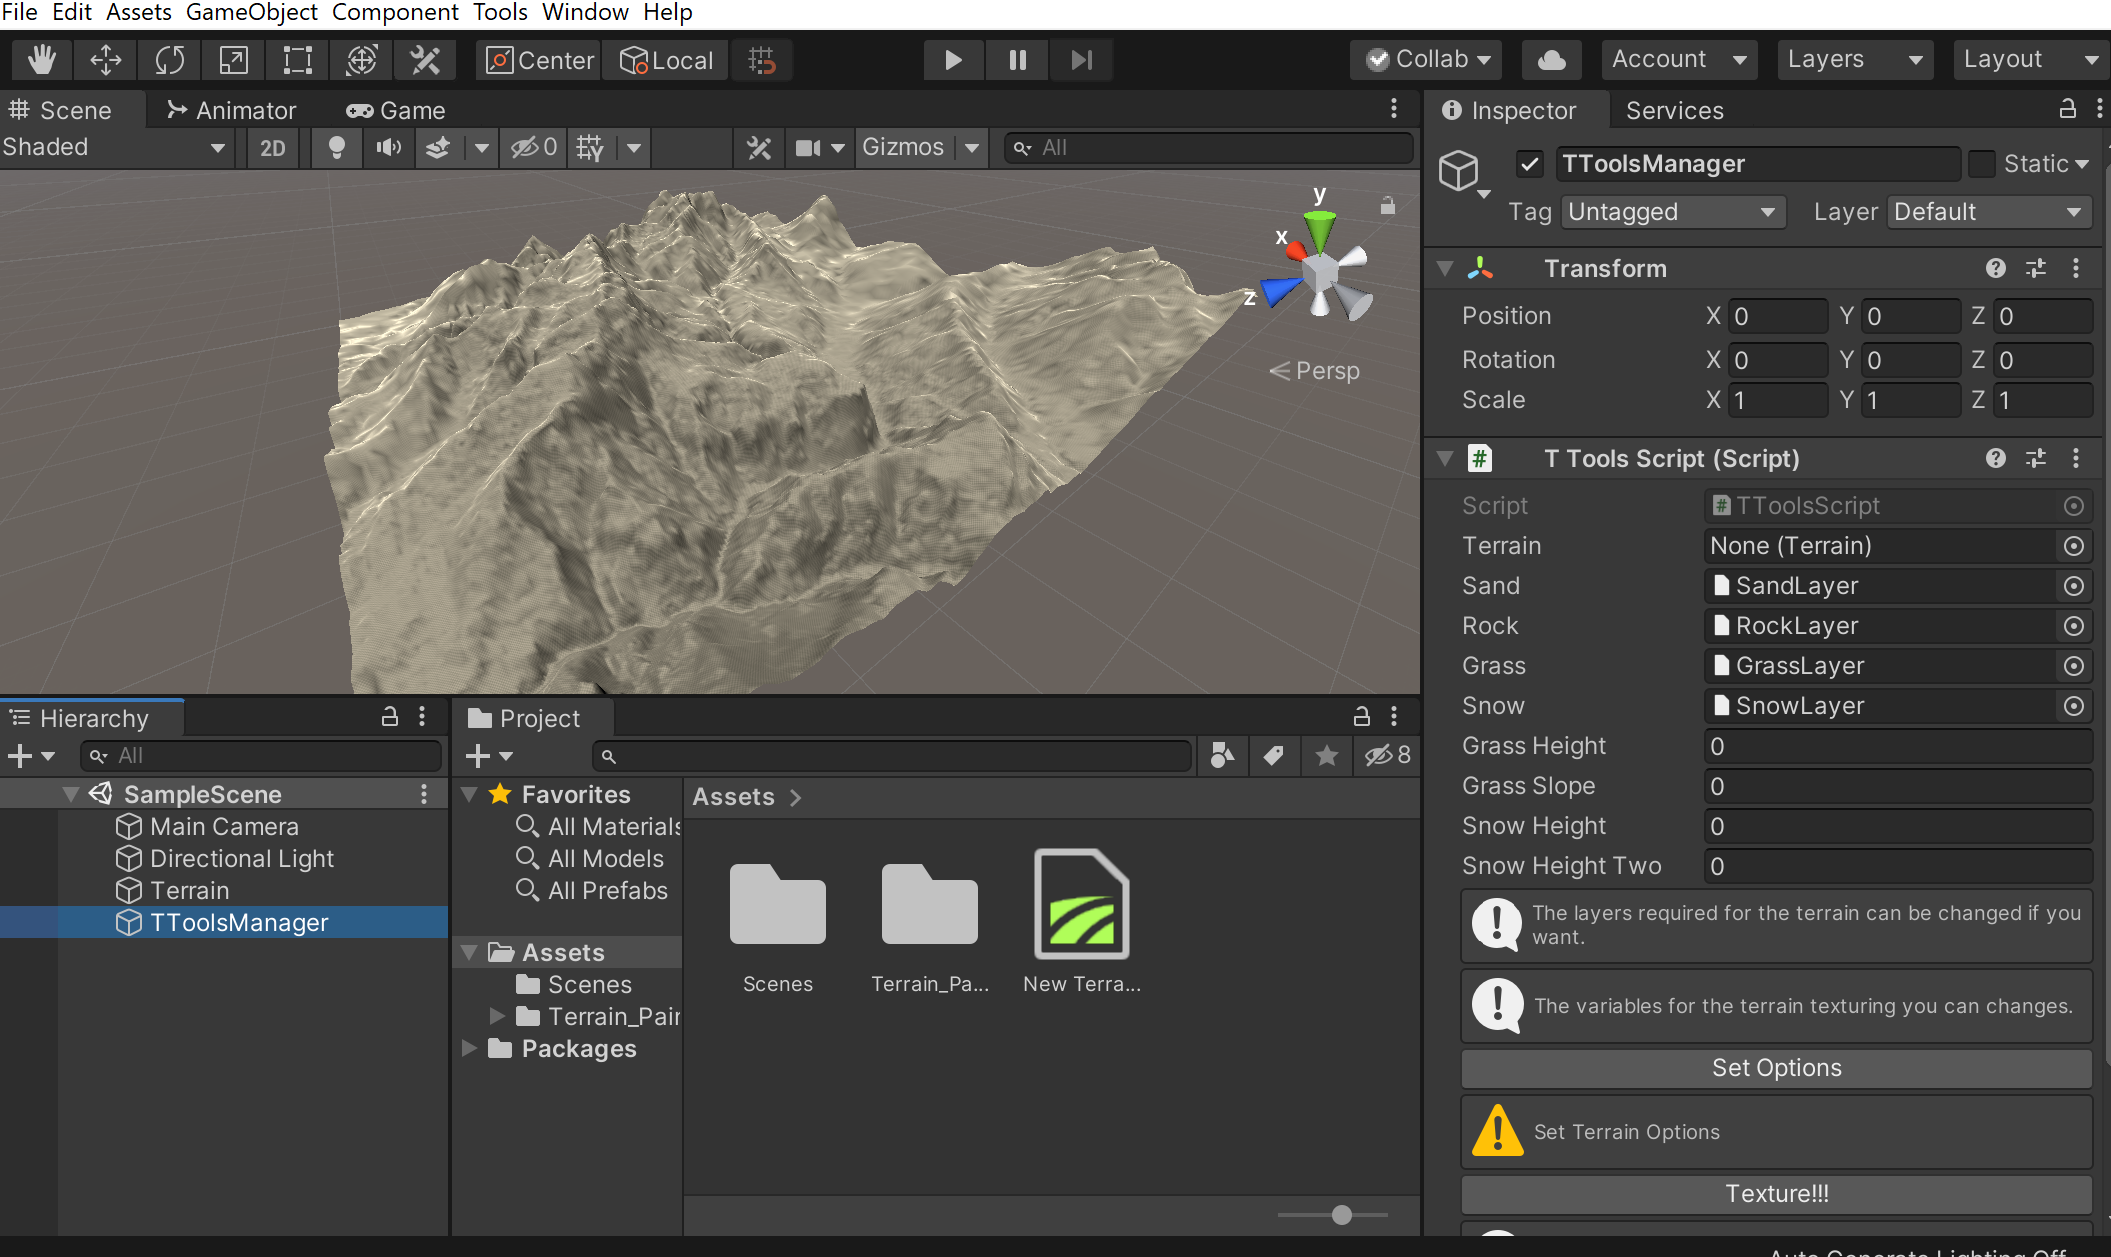 File Edit Assets GameObject Component Tools Window Help
Center Local Collab Account Layers Layout
Scene Animator Game
Shaded 2D 0 Gizmos All
y
x
z
Persp
Hierarchy
All
SampleScene
Main Camera
Directional Light
Terrain
TToolsManager
Project
8
Favorites
All Materials
All Models
All Prefabs
Assets
Scenes
Terrain_Pair
Packages
Assets
Scenes Terrain_Pa... New Terra...
Inspector Services
TToolsManager Static
Tag Untagged Layer Default
Transform
Position X 0 Y 0 Z 0
Rotation X 0 Y 0 Z 0
Scale X 1 Y 1 Z 1
# T Tools Script (Script)
Script # TToolsScript
Terrain None (Terrain)
Sand SandLayer
Rock RockLayer
Grass GrassLayer
Snow SnowLayer
Grass Height 0
Grass Slope 0
Snow Height 0
Snow Height Two 0
The layers required for the terrain can be changed if you
want.
The variables for the terrain texturing you can changes.
Set Options
Set Terrain Options
Texture!!!
Auto Generate Lighting Off